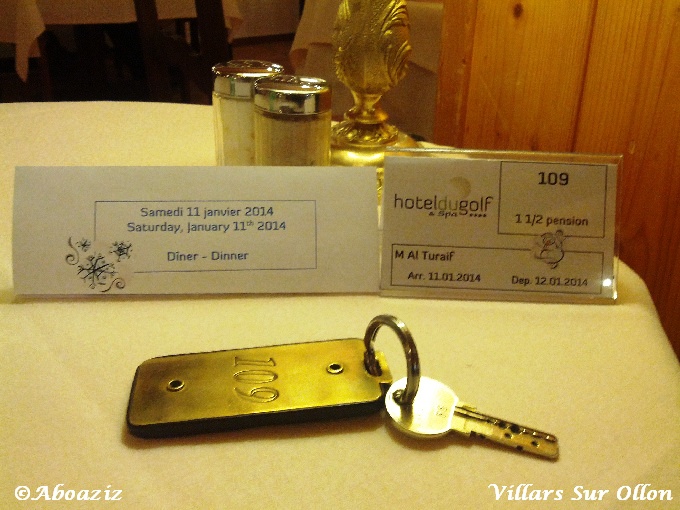 Samedi 11 janvier 2014
Saturday, January 11th 2014
Dîner - Dinner
109
hoteldugolf
& Spa ****
1 1/2 pension
M Al Turaif
Arr. 11.01.2014 Dep. 12.01.2014
109
©Aboaziz
Villars Sur Ollon